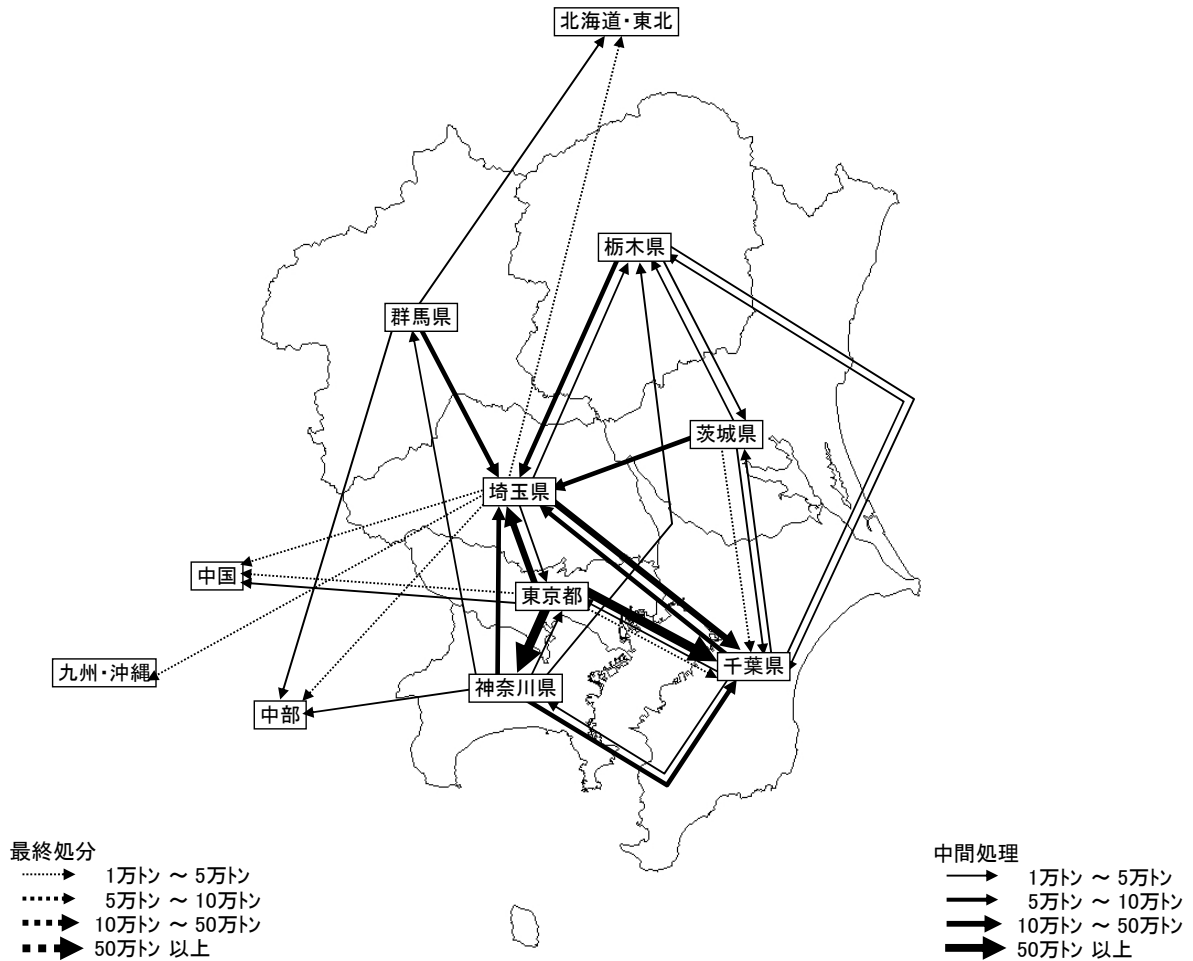 北海道・東北
栃木県
群馬県
茨城県
埼玉県
中国
東京都
九州・沖縄
千葉県
神奈川県
中部
最終処分
1万トン ～ 5万トン
5万トン ～ 10万トン
10万トン ～ 50万トン
50万トン 以上
中間処理
1万トン ～ 5万トン
5万トン ～ 10万トン
10万トン ～ 50万トン
50万トン 以上